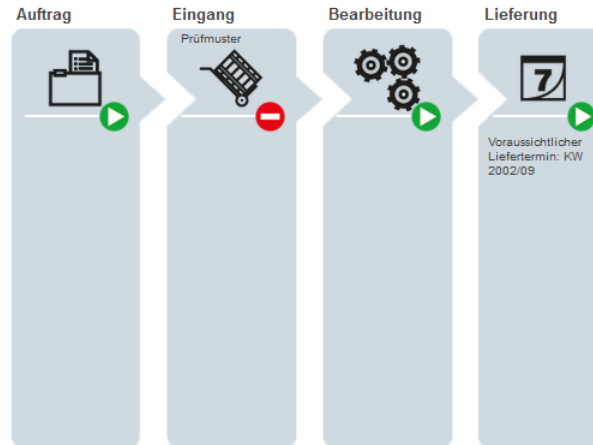 Auftrag
Eingang
Bearbeitung
Lieferung
Prüfmuster
7
Voraussichtlicher
Liefertermin: KW
2002/09